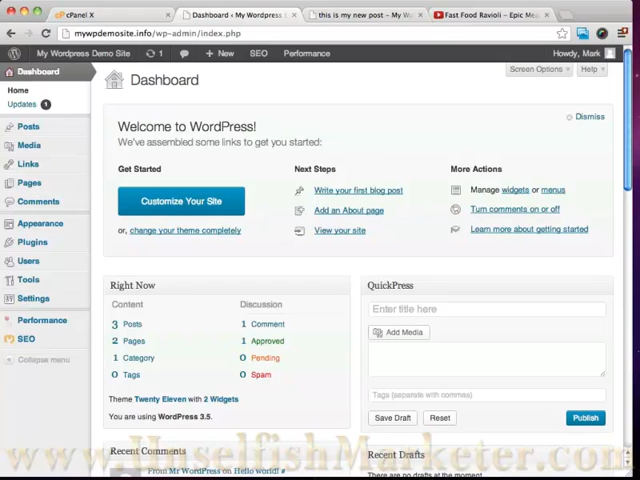 cPanel X
Dashboard ‹ My Wordpress
this is my new post – My Wo
Fast Food Ravioli - Epic Me
mywpdemosite.info/wp-admin/index.php
My Wordpress Demo Site 1 + New SEO Performance Howdy, Mark
Dashboard
Home
Updates 1
Posts
Media
Links
Pages
Comments
Appearance
Plugins
Users
Tools
Settings
Performance
SEO
Collapse menu
Screen Options Help
Dashboard
Dismiss
Welcome to WordPress!
We've assembled some links to get you started:
Get Started
Customize Your Site
or, change your theme completely
Next Steps
Write your first blog post
Add an About page
View your site
More Actions
Manage widgets or menus
Turn comments on or off
Learn more about getting started
Right Now
Content Discussion
3 Posts 1 Comment
2 Pages 1 Approved
1 Category 0 Pending
0 Tags 0 Spam
Theme Twenty Eleven with 2 Widgets
You are using WordPress 3.5.
QuickPress
Enter title here
Add Media
Tags (separate with commas)
Save Draft Reset Publish
Recent Comments
From Mr WordPress on Hello world! #
Recent Drafts
There are no drafts at the moment
www.UnselfishMarketer.com